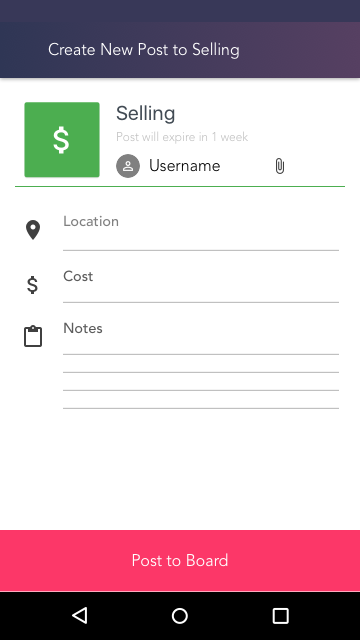 Create New Post to Selling
$
Selling
Post will expire in 1 week
Username
Location
$ Cost
Notes
Post to Board